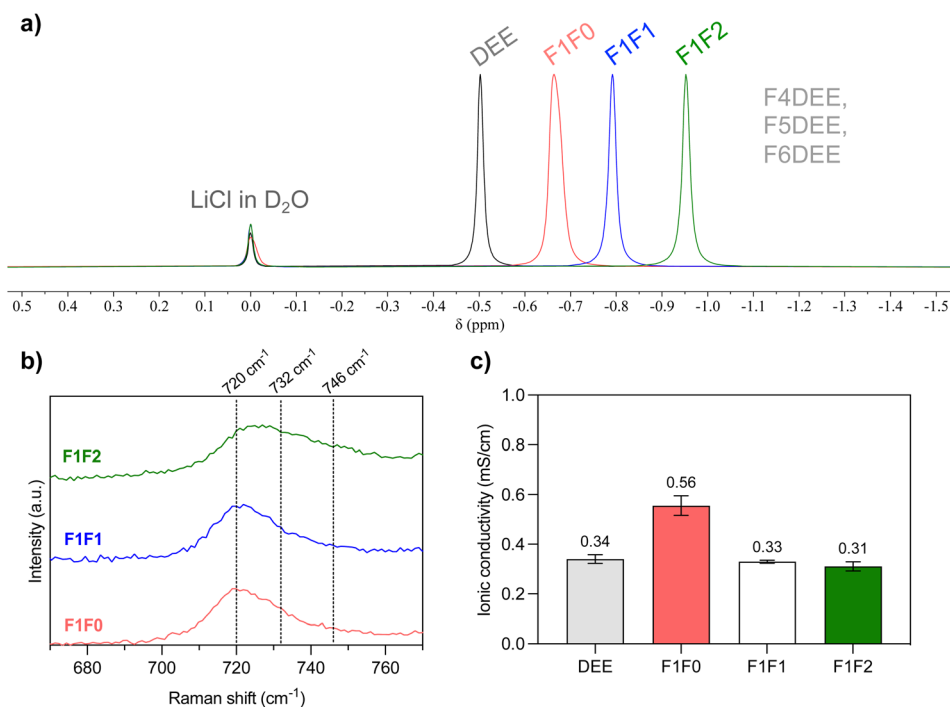 a)
DEE
F1F0
F1F1
F1F2
F4DEE,
F5DEE,
F6DEE
LiCl in D₂O
0.5 0.4 0.3 0.2 0.1 0.0 -0.1 -0.2 -0.3 -0.4 -0.5 -0.6 -0.7 -0.8 -0.9 -1.0 -1.1 -1.2 -1.3 -1.4 -1.5
δ (ppm)
b)
720 cm⁻¹
732 cm⁻¹
746 cm⁻¹
F1F2
F1F1
F1F0
Intensity (a.u.)
680 700 720 740 760
Raman shift (cm⁻¹)
c)
Ionic conductivity (mS/cm)
1.0
0.8
0.6
0.4
0.2
0.0
0.34
0.56
0.33
0.31
DEE F1F0 F1F1 F1F2